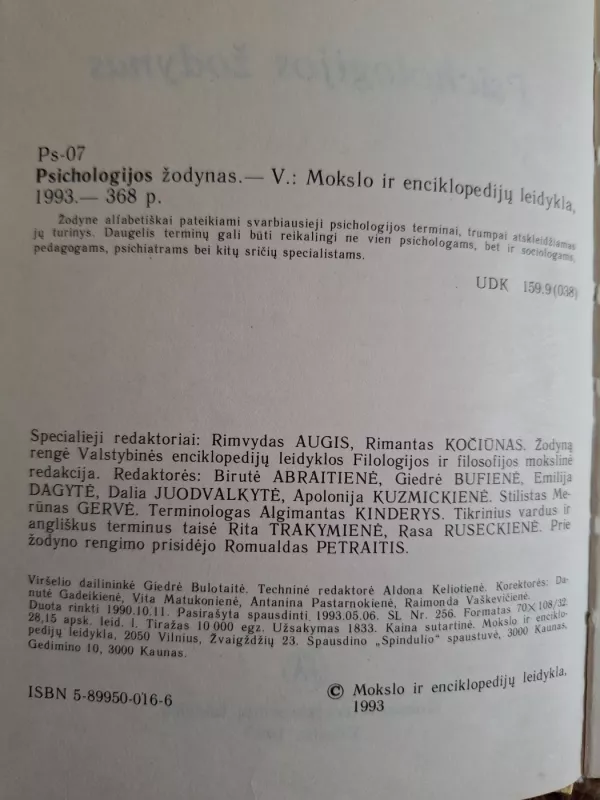 Ps-07
Psichologijos žodynas.— V.: Mokslo ir enciklopedijų leidykla,
1993.— 368 p.
Žodyne alfabetiškai pateikiami svarbiausieji psichologijos terminai, trumpai atskleidžiamas
jų turinys. Daugelis terminų gali būti reikalingi ne vien psichologams, bet ir sociologams,
pedagogams, psichiatrams bei kitų sričių specialistams.
UDK 159.9(038)
Specialieji redaktoriai: Rimvydas AUGIS, Rimantas KOČIŪNAS. Žodyną
rengė Valstybinės enciklopedijų leidyklos Filologijos ir filosofijos mokslinė
redakcija. Redaktorės: Birutė ABRAITIENĖ, Giedrė BUFIENĖ, Emilija
DAGYTĖ, Dalia JUODVALKYTĖ, Apolonija KUZMICKIENĖ. Stilistas Me-
rūnas GERVĖ. Terminologas Algimantas KINDERYS. Tikrinius vardus ir
angliškus terminus taisė Rita TRAKYMIENĖ, Rasa RUSECKIENĖ. Prie
žodyno rengimo prisidėjo Romualdas PETRAITIS.
Viršelio dailininkė Giedrė Bulotaitė. Techninė redaktorė Aldona Keliotienė. Korektorės: Da-
nutė Gadeikienė, Vita Matukonienė, Antanina Pastarnokienė, Raimonda Vaškevičienė.
Duota rinkti 1990.10.11. Pasirašyta spausdinti 1993.05.06. SL Nr. 256. Formatas 70×108/32.
28,15 apsk. leid. l. Tiražas 10 000 egz. Užsakymas 1833. Kaina sutartinė. Mokslo ir enciklo-
pedijų leidykla, 2050 Vilnius, Žvaigždžių 23. Spausdino „Spindulio" spaustuvė, 3000 Kaunas,
Gedimino 10, 3000 Kaunas.
ISBN 5-89950-016-6
© Mokslo ir enciklopedijų leidykla,
1993